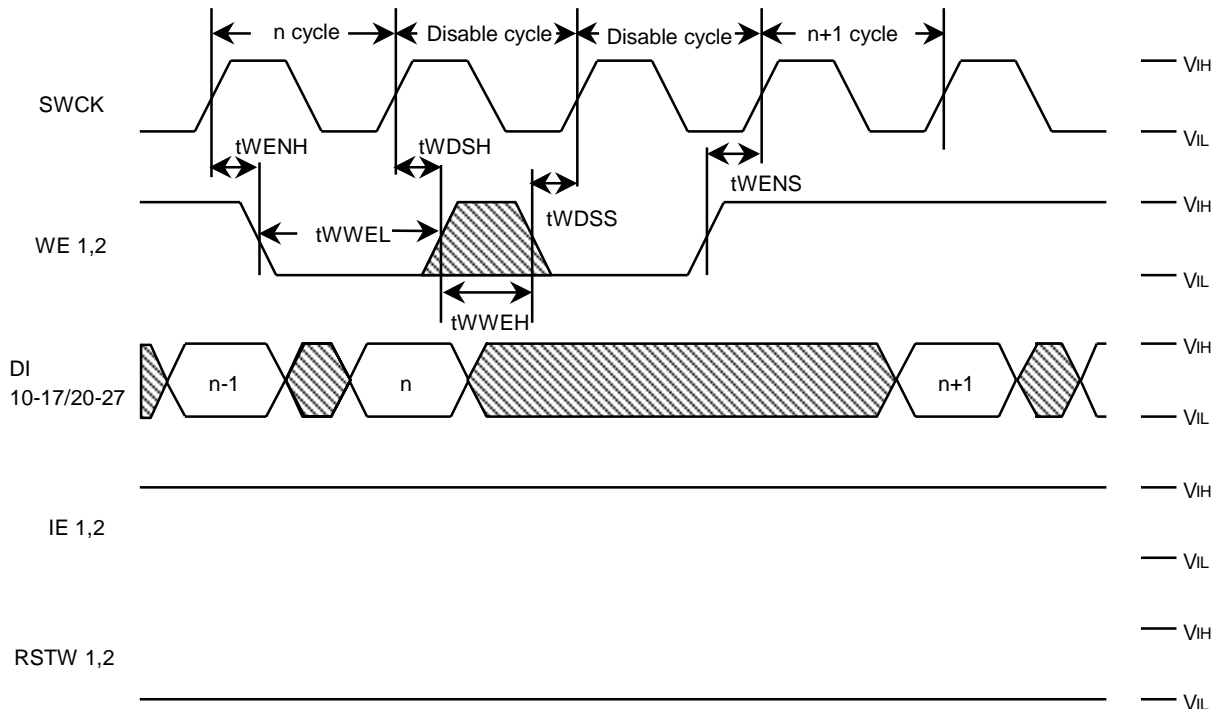 n cycle Disable cycle Disable cycle n+1 cycle
SWCK
VIH
VIL
tWENH tWDSH tWENS
tWDSS
WE 1,2
tWWEL
VIH
VIL
tWWEH
DI
10-17/20-27
n-1 n n+1
VIH
VIL
IE 1,2
VIH
VIL
RSTW 1,2
VIH
VIL